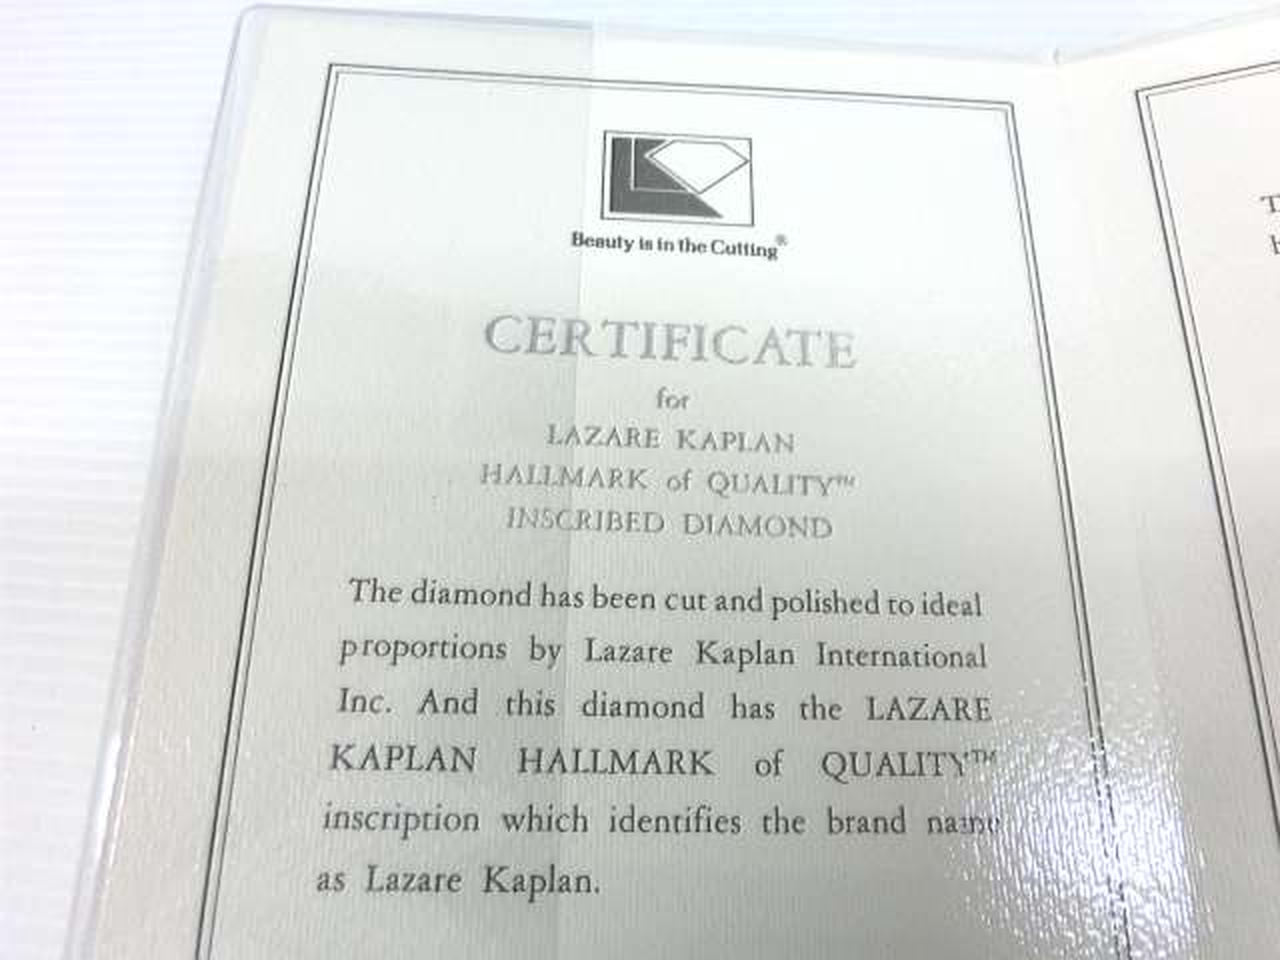 Beauty is in the Cutting®
CERTIFICATE
for
LAZARE KAPLAN
HALLMARK of QUALITY™
INSCRIBED DIAMOND
The diamond has been cut and polished to ideal
proportions by Lazare Kaplan International
Inc. And this diamond has the LAZARE
KAPLAN HALLMARK of QUALITY™
inscription which identifies the brand name
as Lazare Kaplan.